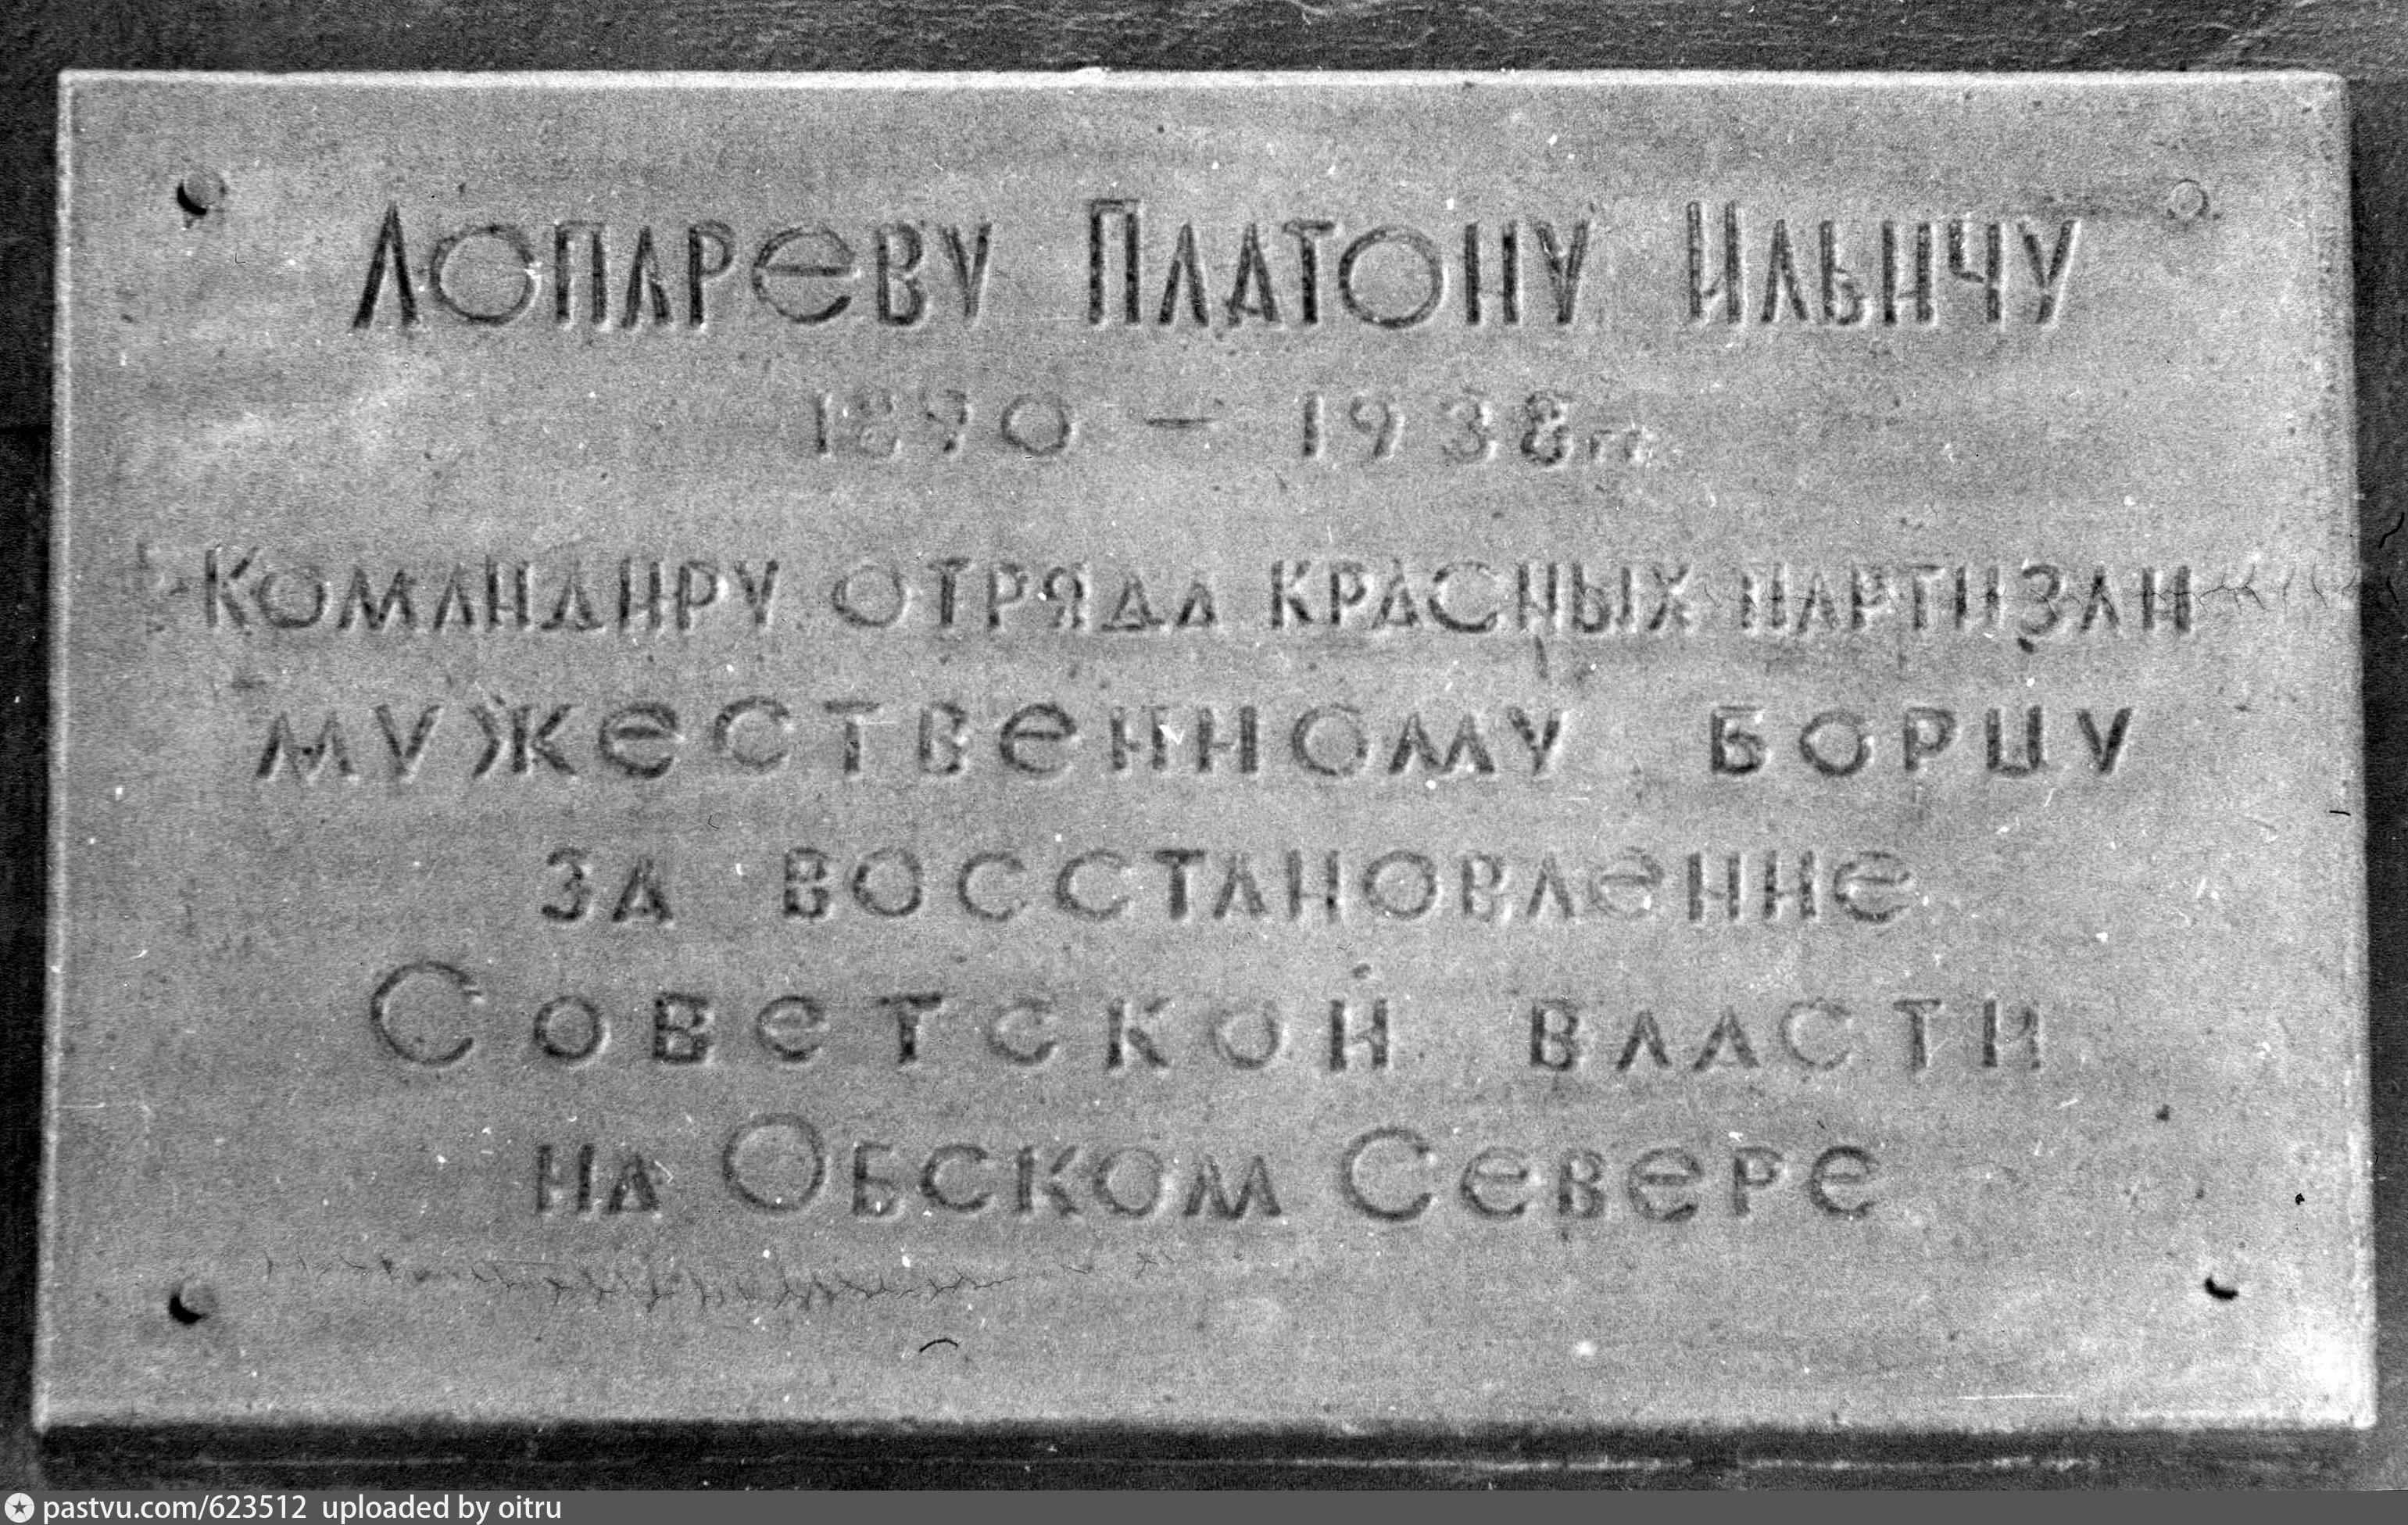 Лопареву Платону Ильичу
1890 — 1938 гг.
Командиру отряда красных партизан
мужественному борцу
за восстановление
Советской власти
на Обском Севере
pastvu.com/623512 uploaded by oitru